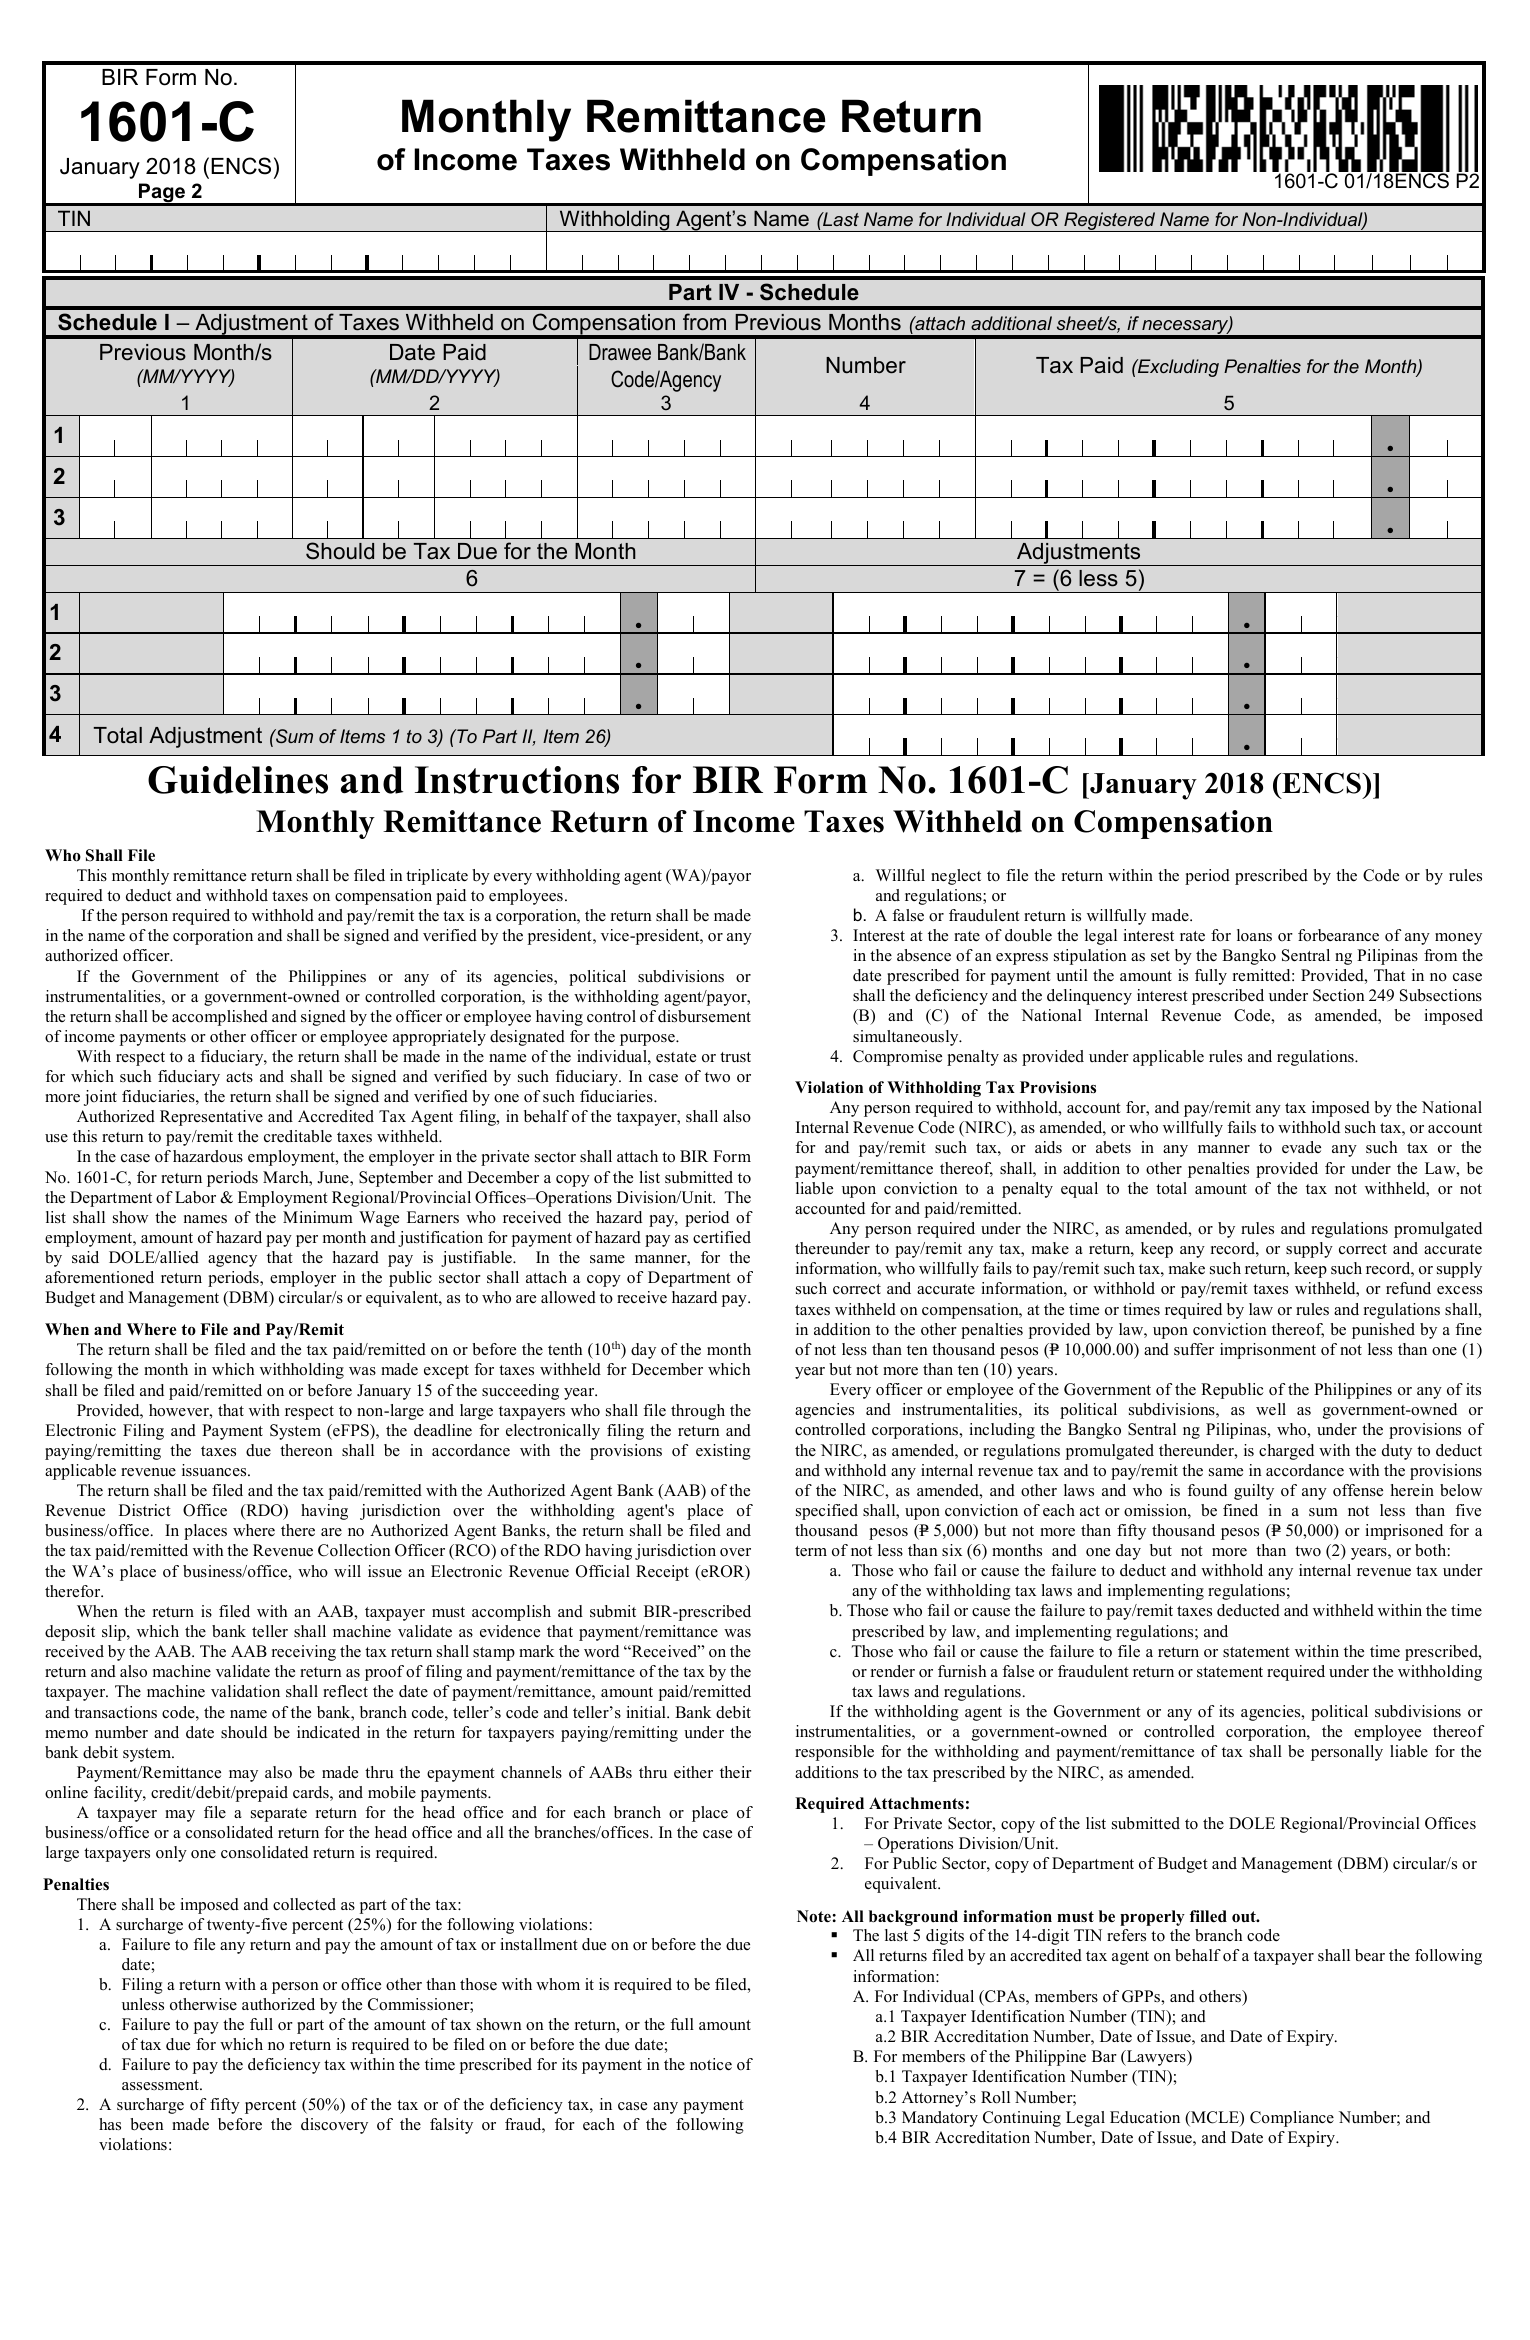 BIR Form No.
1601-C
January 2018 (ENCS)
Page 2
Monthly Remittance Return
of Income Taxes Withheld on Compensation
1601-C 01/18ENCS P2
TIN
Withholding Agent’s Name (Last Name for Individual OR Registered Name for Non-Individual)
Part IV - Schedule
Schedule I – Adjustment of Taxes Withheld on Compensation from Previous Months (attach additional sheet/s, if necessary)
Previous Month/s
(MM/YYYY)
1
Date Paid
(MM/DD/YYYY)
2
Drawee Bank/Bank
Code/Agency
3
Number
4
Tax Paid (Excluding Penalties for the Month)
5
1 .
2 .
3 .
Should be Tax Due for the Month
Adjustments
6
7 = (6 less 5)
1 . .
2 . .
3 . .
4 Total Adjustment (Sum of Items 1 to 3) (To Part II, Item 26) .
Guidelines and Instructions for BIR Form No. 1601-C [January 2018 (ENCS)]
Monthly Remittance Return of Income Taxes Withheld on Compensation
Who Shall File
This monthly remittance return shall be filed in triplicate by every withholding agent (WA)/payor
required to deduct and withhold taxes on compensation paid to employees.
If the person required to withhold and pay/remit the tax is a corporation, the return shall be made
in the name of the corporation and shall be signed and verified by the president, vice-president, or any
authorized officer.
If the Government of the Philippines or any of its agencies, political subdivisions or
instrumentalities, or a government-owned or controlled corporation, is the withholding agent/payor,
the return shall be accomplished and signed by the officer or employee having control of disbursement
of income payments or other officer or employee appropriately designated for the purpose.
With respect to a fiduciary, the return shall be made in the name of the individual, estate or trust
for which such fiduciary acts and shall be signed and verified by such fiduciary. In case of two or
more joint fiduciaries, the return shall be signed and verified by one of such fiduciaries.
Authorized Representative and Accredited Tax Agent filing, in behalf of the taxpayer, shall also
use this return to pay/remit the creditable taxes withheld.
In the case of hazardous employment, the employer in the private sector shall attach to BIR Form
No. 1601-C, for return periods March, June, September and December a copy of the list submitted to
the Department of Labor & Employment Regional/Provincial Offices–Operations Division/Unit. The
list shall show the names of the Minimum Wage Earners who received the hazard pay, period of
employment, amount of hazard pay per month and justification for payment of hazard pay as certified
by said DOLE/allied agency that the hazard pay is justifiable. In the same manner, for the
aforementioned return periods, employer in the public sector shall attach a copy of Department of
Budget and Management (DBM) circular/s or equivalent, as to who are allowed to receive hazard pay.
When and Where to File and Pay/Remit
The return shall be filed and the tax paid/remitted on or before the tenth (10th) day of the month
following the month in which withholding was made except for taxes withheld for December which
shall be filed and paid/remitted on or before January 15 of the succeeding year.
Provided, however, that with respect to non-large and large taxpayers who shall file through the
Electronic Filing and Payment System (eFPS), the deadline for electronically filing the return and
paying/remitting the taxes due thereon shall be in accordance with the provisions of existing
applicable revenue issuances.
The return shall be filed and the tax paid/remitted with the Authorized Agent Bank (AAB) of the
Revenue District Office (RDO) having jurisdiction over the withholding agent's place of
business/office. In places where there are no Authorized Agent Banks, the return shall be filed and
the tax paid/remitted with the Revenue Collection Officer (RCO) of the RDO having jurisdiction over
the WA’s place of business/office, who will issue an Electronic Revenue Official Receipt (eROR)
therefor.
When the return is filed with an AAB, taxpayer must accomplish and submit BIR-prescribed
deposit slip, which the bank teller shall machine validate as evidence that payment/remittance was
received by the AAB. The AAB receiving the tax return shall stamp mark the word “Received” on the
return and also machine validate the return as proof of filing and payment/remittance of the tax by the
taxpayer. The machine validation shall reflect the date of payment/remittance, amount paid/remitted
and transactions code, the name of the bank, branch code, teller’s code and teller’s initial. Bank debit
memo number and date should be indicated in the return for taxpayers paying/remitting under the
bank debit system.
Payment/Remittance may also be made thru the epayment channels of AABs thru either their
online facility, credit/debit/prepaid cards, and mobile payments.
A taxpayer may file a separate return for the head office and for each branch or place of
business/office or a consolidated return for the head office and all the branches/offices. In the case of
large taxpayers only one consolidated return is required.
Penalties
There shall be imposed and collected as part of the tax:
1. A surcharge of twenty-five percent (25%) for the following violations:
a. Failure to file any return and pay the amount of tax or installment due on or before the due
date;
b. Filing a return with a person or office other than those with whom it is required to be filed,
unless otherwise authorized by the Commissioner;
c. Failure to pay the full or part of the amount of tax shown on the return, or the full amount
of tax due for which no return is required to be filed on or before the due date;
d. Failure to pay the deficiency tax within the time prescribed for its payment in the notice of
assessment.
2. A surcharge of fifty percent (50%) of the tax or of the deficiency tax, in case any payment
has been made before the discovery of the falsity or fraud, for each of the following
violations:
a. Willful neglect to file the return within the period prescribed by the Code or by rules
and regulations; or
b. A false or fraudulent return is willfully made.
3. Interest at the rate of double the legal interest rate for loans or forbearance of any money
in the absence of an express stipulation as set by the Bangko Sentral ng Pilipinas from the
date prescribed for payment until the amount is fully remitted: Provided, That in no case
shall the deficiency and the delinquency interest prescribed under Section 249 Subsections
(B) and (C) of the National Internal Revenue Code, as amended, be imposed
simultaneously.
4. Compromise penalty as provided under applicable rules and regulations.
Violation of Withholding Tax Provisions
Any person required to withhold, account for, and pay/remit any tax imposed by the National
Internal Revenue Code (NIRC), as amended, or who willfully fails to withhold such tax, or account
for and pay/remit such tax, or aids or abets in any manner to evade any such tax or the
payment/remittance thereof, shall, in addition to other penalties provided for under the Law, be
liable upon conviction to a penalty equal to the total amount of the tax not withheld, or not
accounted for and paid/remitted.
Any person required under the NIRC, as amended, or by rules and regulations promulgated
thereunder to pay/remit any tax, make a return, keep any record, or supply correct and accurate
information, who willfully fails to pay/remit such tax, make such return, keep such record, or supply
such correct and accurate information, or withhold or pay/remit taxes withheld, or refund excess
taxes withheld on compensation, at the time or times required by law or rules and regulations shall,
in addition to the other penalties provided by law, upon conviction thereof, be punished by a fine
of not less than ten thousand pesos (₱ 10,000.00) and suffer imprisonment of not less than one (1)
year but not more than ten (10) years.
Every officer or employee of the Government of the Republic of the Philippines or any of its
agencies and instrumentalities, its political subdivisions, as well as government-owned or
controlled corporations, including the Bangko Sentral ng Pilipinas, who, under the provisions of
the NIRC, as amended, or regulations promulgated thereunder, is charged with the duty to deduct
and withhold any internal revenue tax and to pay/remit the same in accordance with the provisions
of the NIRC, as amended, and other laws and who is found guilty of any offense herein below
specified shall, upon conviction of each act or omission, be fined in a sum not less than five
thousand pesos (₱ 5,000) but not more than fifty thousand pesos (₱ 50,000) or imprisoned for a
term of not less than six (6) months and one day but not more than two (2) years, or both:
a. Those who fail or cause the failure to deduct and withhold any internal revenue tax under
any of the withholding tax laws and implementing regulations;
b. Those who fail or cause the failure to pay/remit taxes deducted and withheld within the time
prescribed by law, and implementing regulations; and
c. Those who fail or cause the failure to file a return or statement within the time prescribed,
or render or furnish a false or fraudulent return or statement required under the withholding
tax laws and regulations.
If the withholding agent is the Government or any of its agencies, political subdivisions or
instrumentalities, or a government-owned or controlled corporation, the employee thereof
responsible for the withholding and payment/remittance of tax shall be personally liable for the
additions to the tax prescribed by the NIRC, as amended.
Required Attachments:
1. For Private Sector, copy of the list submitted to the DOLE Regional/Provincial Offices
– Operations Division/Unit.
2. For Public Sector, copy of Department of Budget and Management (DBM) circular/s or
equivalent.
Note: All background information must be properly filled out.
▪ The last 5 digits of the 14-digit TIN refers to the branch code
▪ All returns filed by an accredited tax agent on behalf of a taxpayer shall bear the following
information:
A. For Individual (CPAs, members of GPPs, and others)
a.1 Taxpayer Identification Number (TIN); and
a.2 BIR Accreditation Number, Date of Issue, and Date of Expiry.
B. For members of the Philippine Bar (Lawyers)
b.1 Taxpayer Identification Number (TIN);
b.2 Attorney’s Roll Number;
b.3 Mandatory Continuing Legal Education (MCLE) Compliance Number; and
b.4 BIR Accreditation Number, Date of Issue, and Date of Expiry.